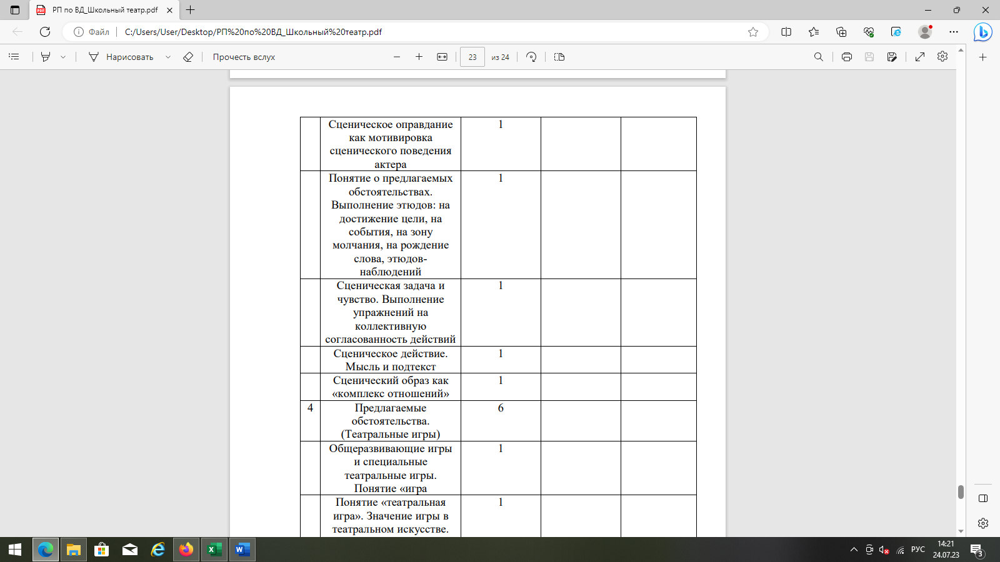 РП по ВД_Школьный театр.pdf
Файл
C:/Users/User/Desktop/РП%20по%20ВД_Школьный%20театр.pdf
Нарисовать
Прочесть вслух
23
из 24
Сценическое оправдание
1
как мотивировка
сценического поведения
актера
Понятие о предлагаемых
1
обстоятельствах.
Выполнение этюдов: на
достижение цели, на
события, на зону
молчания, на рождение
слова, этюдов-
наблюдений
Сценическая задача и
1
чувство. Выполнение
упражнений на
коллективную
согласованность действий
Сценическое действие.
1
Мысль и подтекст
Сценический образ как
1
«комплекс отношений»
4
Предлагаемые
6
обстоятельства.
(Театральные игры)
Общеразвивающие игры
1
и специальные
театральные игры.
Понятие «игра
Понятие «театральная
1
игра». Значение игры в
театральном искусстве.
РУС
14:21
24.07.23
3